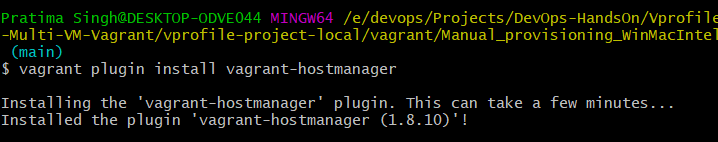 Pratima Singh@DESKTOP-ODVEO44 MINGW64 /e/devops/Projects/DevOps-HandsOn/Vprofile
-Multi-VM-Vagrant/vprofile-project-local/vagrant/Manual_provisioning_WinMacIntel
(main)
$ vagrant plugin install vagrant-hostmanager
Installing the 'vagrant-hostmanager' plugin. This can take a few minutes...
Installed the plugin 'vagrant-hostmanager (1.8.10)'!